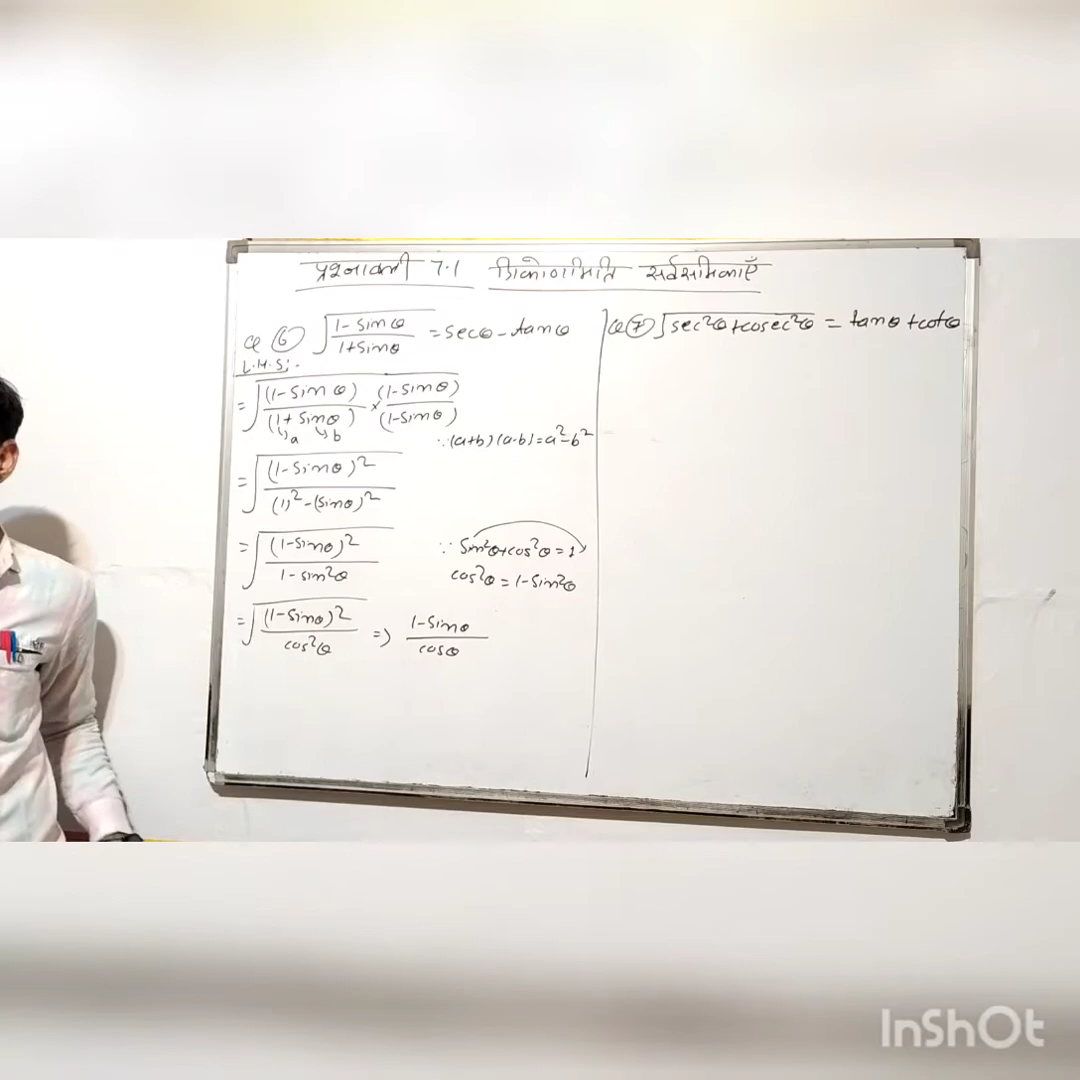 प्रश्नावली 7.1 त्रिकोणमिति सर्वसमिकाएँ
Q ⑥ √((1-sinθ)/(1+sinθ)) = secθ - tanθ
L.H.S:-
= √((1-sinθ)/(1+sinθ) × (1-sinθ)/(1-sinθ))
↳a ↳b
∵ (a+b)(a-b)=a²-b²
= √((1-sinθ)²/((1)²-(sinθ)²))
= √((1-sinθ)²/(1-sin²θ))
∵ sin²θ+cos²θ=1
cos²θ=1-sin²θ
= √((1-sinθ)²/cos²θ) ⇒ (1-sinθ)/cosθ
Q ⑦ √(sec²θ+cosec²θ) = tanθ+cotθ
InShOt